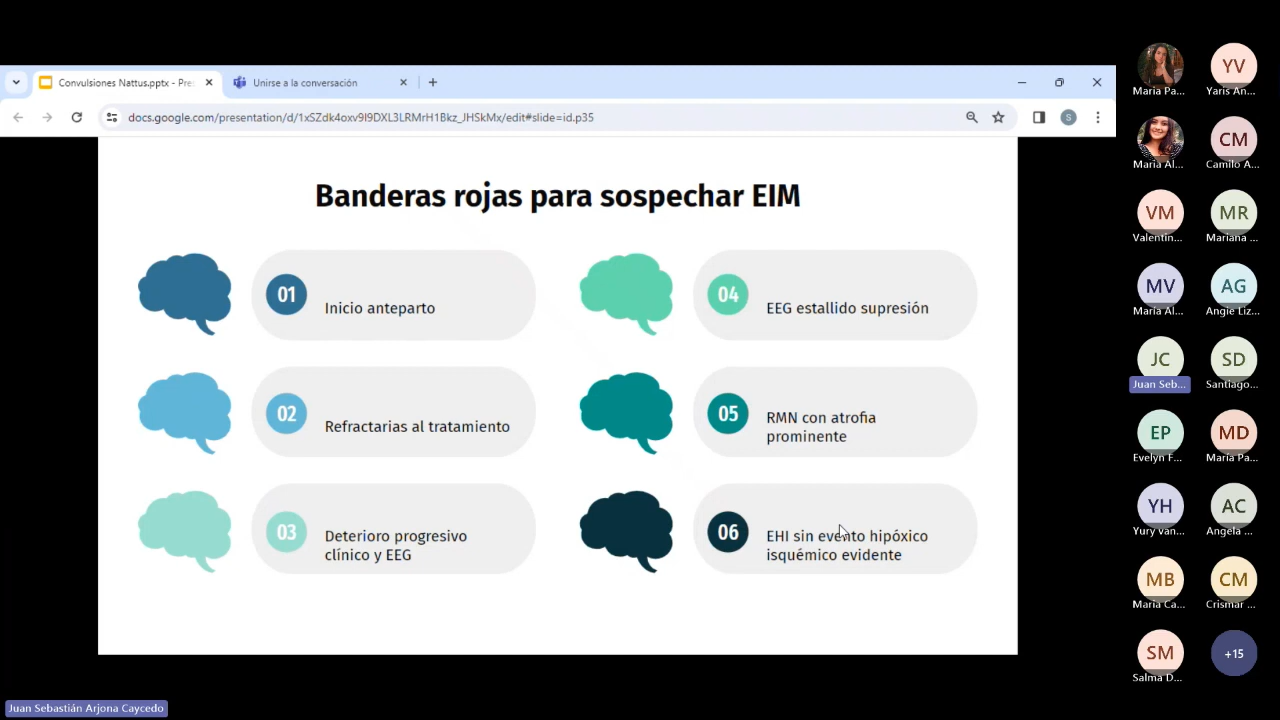 Convulsiones Nattus.pptx - Pre
Unirse a la conversación
docs.google.com/presentation/d/1xSZdk4oxv9I9DXL3LRMrH1Bkz_JHSkMx/edit#slide=id.p35
S
Banderas rojas para sospechar EIM
01
Inicio anteparto
02
Refractarias al tratamiento
03
Deterioro progresivo
clínico y EEG
04
EEG estallido supresión
05
RMN con atrofia
prominente
06
EHI sin evento hipóxico
isquémico evidente
Maria Pa...
YV
Yaris An...
Maria Al...
CM
Camilo A...
VM
Valentin...
MR
Mariana ...
MV
María Al...
AG
Angie Liz...
JC
Juan Seb...
SD
Santiago...
EP
Evelyn F...
MD
María Pa...
YH
Yury van...
AC
Angela ...
MB
Maria Ca...
CM
Crismar ...
SM
Salma D...
+15
Juan Sebastián Arjona Caycedo